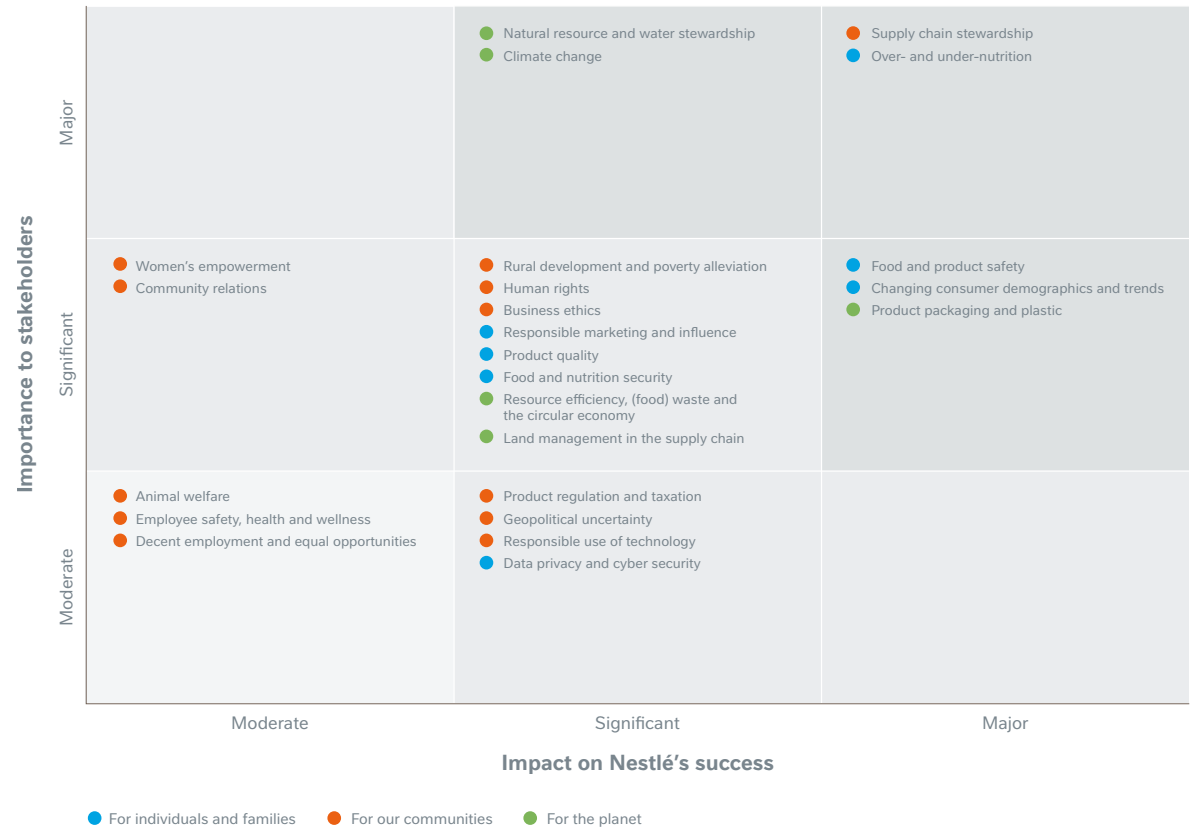 Importance to stakeholders
Major
Natural resource and water stewardship
Climate change
Supply chain stewardship
Over- and under-nutrition
Significant
Women’s empowerment
Community relations
Rural development and poverty alleviation
Human rights
Business ethics
Responsible marketing and influence
Product quality
Food and nutrition security
Resource efficiency, (food) waste and
the circular economy
Land management in the supply chain
Food and product safety
Changing consumer demographics and trends
Product packaging and plastic
Moderate
Animal welfare
Employee safety, health and wellness
Decent employment and equal opportunities
Product regulation and taxation
Geopolitical uncertainty
Responsible use of technology
Data privacy and cyber security
Moderate
Significant
Major
Impact on Nestlé’s success
For individuals and families
For our communities
For the planet